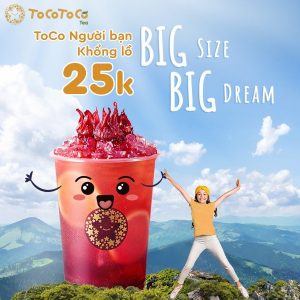 ToCoToCo
Tea
ToCo Người bạn
Khổng lồ
25k
BIG SIZE
BIG DREAM